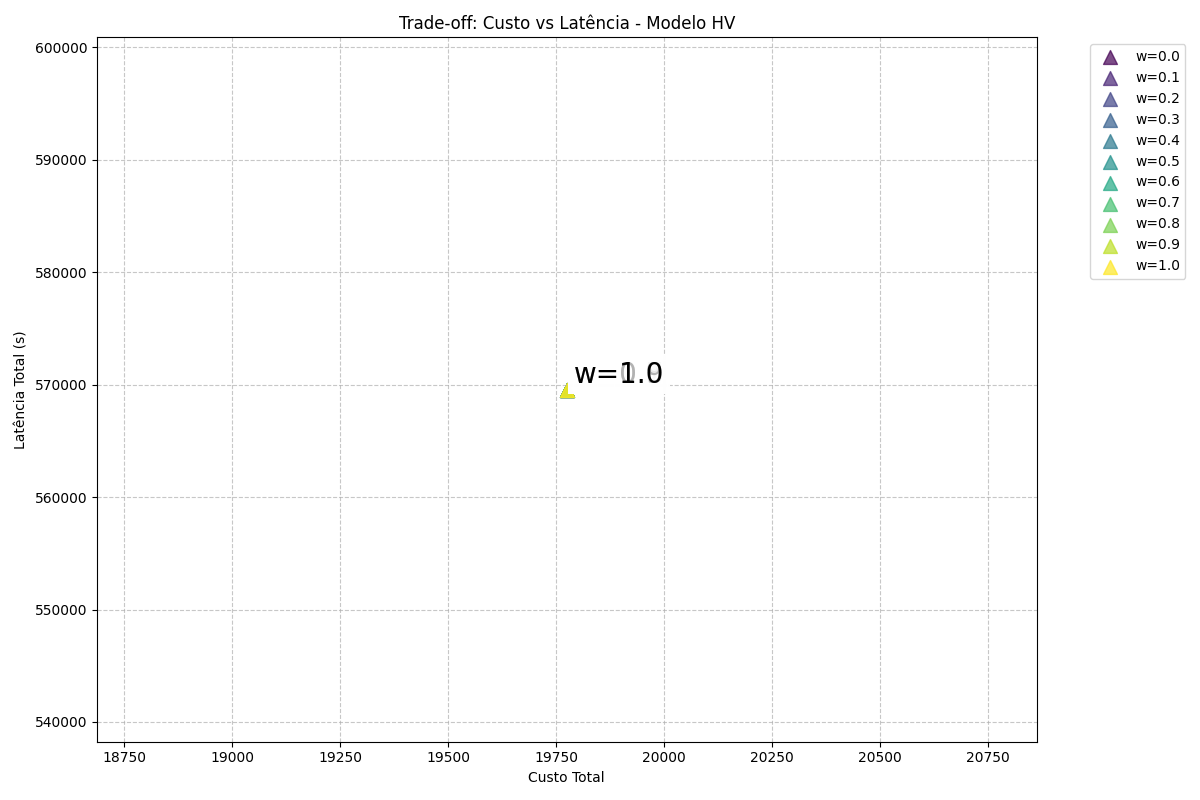 Trade-off: Custo vs Latência - Modelo HV
600000
590000
580000
570000
560000
550000
540000
Latência Total (s)
w=1.0
18750
19000
19250
19500
19750
20000
20250
20500
20750
Custo Total
w=0.0
w=0.1
w=0.2
w=0.3
w=0.4
w=0.5
w=0.6
w=0.7
w=0.8
w=0.9
w=1.0